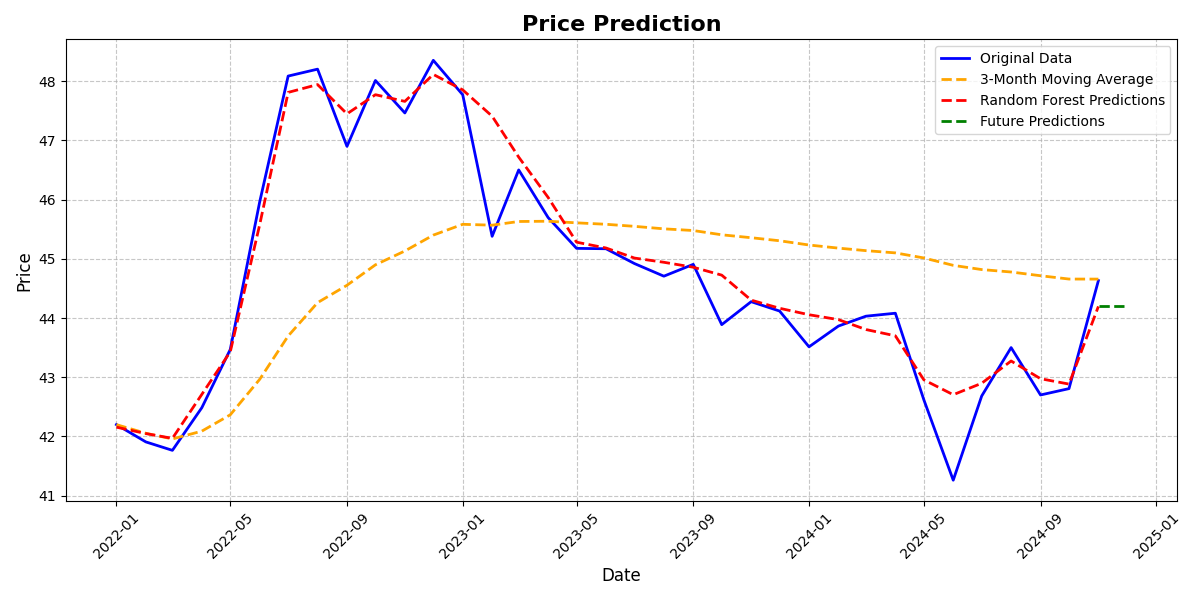 Price Prediction
Original Data
3-Month Moving Average
Random Forest Predictions
Future Predictions
Price
48
47
46
45
44
43
42
41
2022-01
2022-05
2022-09
2023-01
2023-05
2023-09
2024-01
2024-05
2024-09
2025-01
Date